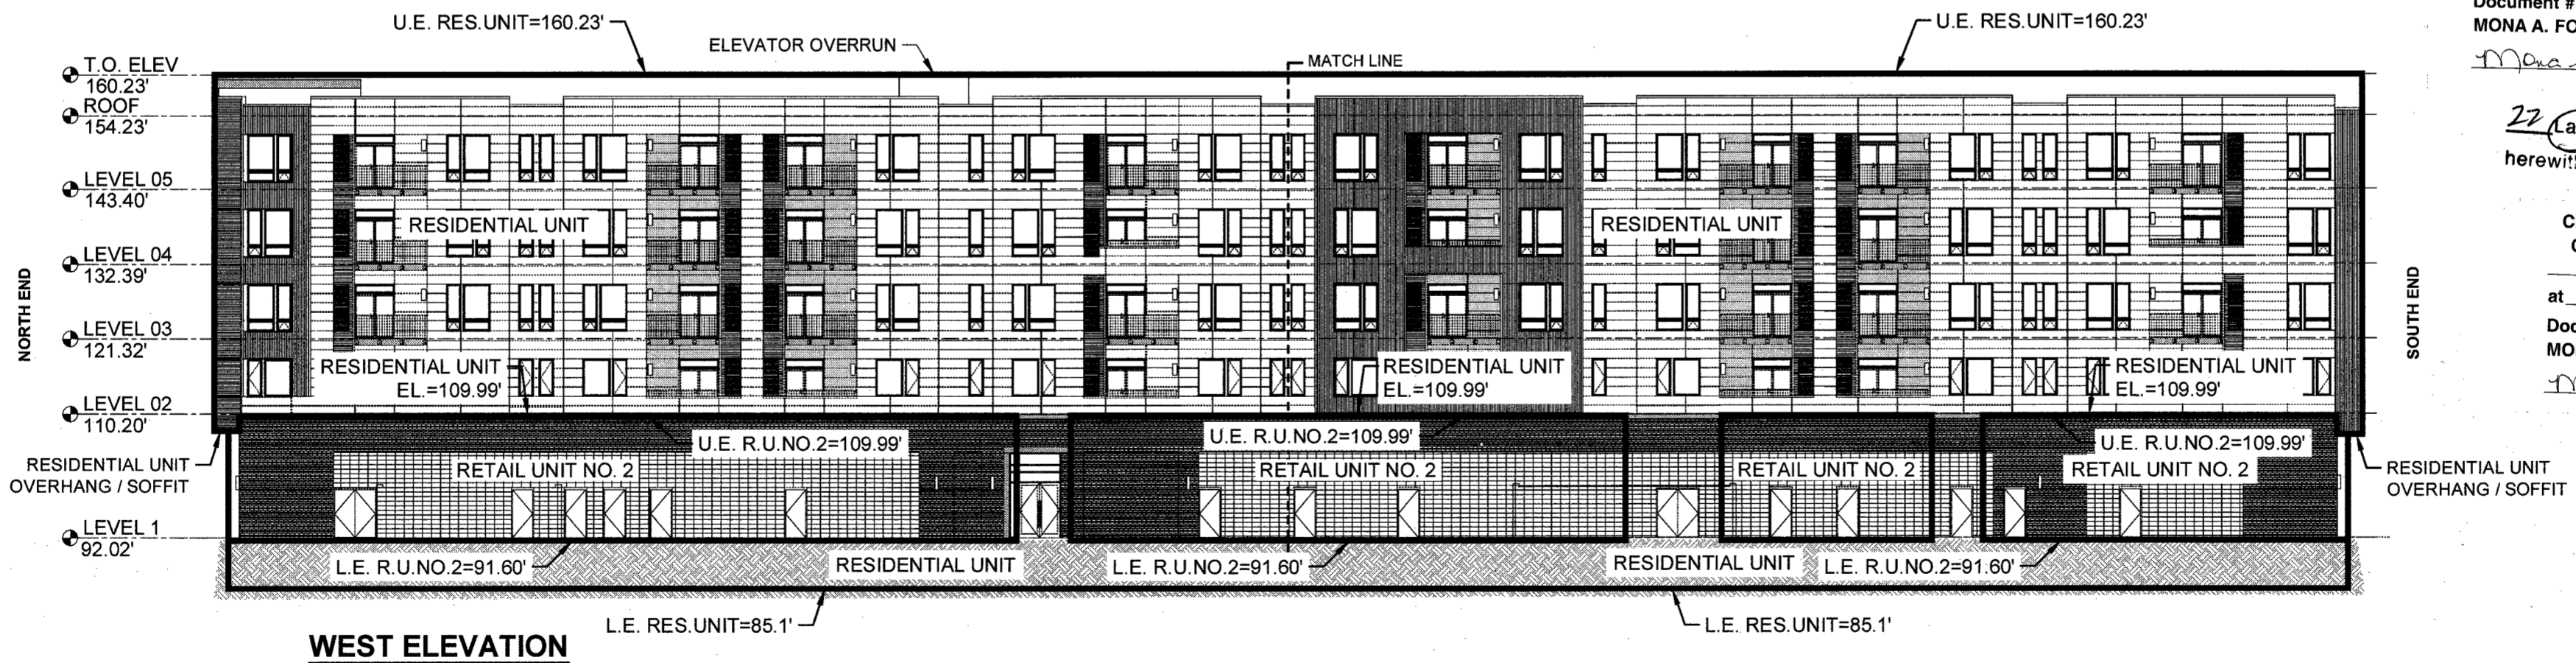 U.E. RES.UNIT=160.23'
U.E. RES.UNIT=160.23'
ELEVATOR OVERRUN
MATCH LINE
T.O. ELEV
160.23'
ROOF
154.23'
LEVEL 05
143.40'
LEVEL 04
132.39'
LEVEL 03
121.32'
LEVEL 02
110.20'
LEVEL 1
92.02'
NORTH END
SOUTH END
RESIDENTIAL UNIT
RESIDENTIAL UNIT
RESIDENTIAL UNIT
EL.=109.99'
RESIDENTIAL UNIT
EL.=109.99'
RESIDENTIAL UNIT
EL.=109.99'
U.E. R.U.NO.2=109.99'
U.E. R.U.NO.2=109.99'
U.E. R.U.NO.2=109.99'
RESIDENTIAL UNIT
OVERHANG / SOFFIT
RETAIL UNIT NO. 2
RETAIL UNIT NO. 2
RETAIL UNIT NO. 2
RETAIL UNIT NO. 2
RESIDENTIAL UNIT
OVERHANG / SOFFIT
L.E. R.U.NO.2=91.60'
RESIDENTIAL UNIT
L.E. R.U.NO.2=91.60'
RESIDENTIAL UNIT
L.E. R.U.NO.2=91.60'
L.E. RES.UNIT=85.1'
L.E. RES.UNIT=85.1'
WEST ELEVATION
Document #
MONA A. FO
Mona
22 La
herewit
C
at
Doc
MO